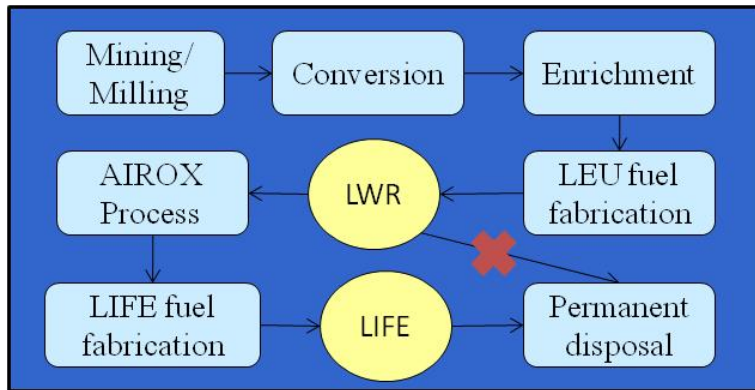 Mining/
Milling
Conversion
Enrichment
AIROX
Process
LWR
LEU fuel
fabrication
LIFE fuel
fabrication
LIFE
Permanent
disposal